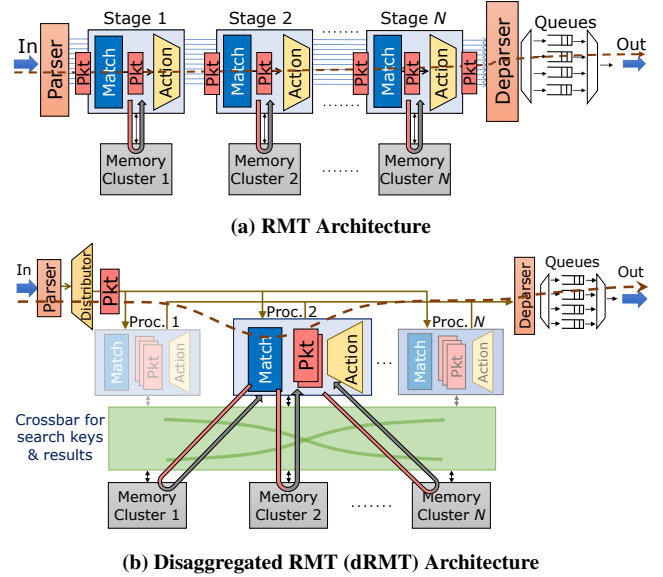 Stage 1
Stage 2
........
Stage N
Queues
In
Out
Parser
Pkt
Match
Pkt
Action
Pkt
Match
Pkt
Action
Pkt
Match
Pkt
Action
Pkt
Deparser
Memory
Cluster 1
Memory
Cluster 2
.......
Memory
Cluster N
(a) RMT Architecture
In
Parser
Distributor
Pkt
Queues
Out
Deparser
Proc. 1
Proc. 2
Proc. N
Match
Pkt
Action
Match
Pkt
Action
...
Match
Pkt
Action
Crossbar for
search keys
& results
Memory
Cluster 1
Memory
Cluster 2
.......
Memory
Cluster N
(b) Disaggregated RMT (dRMT) Architecture